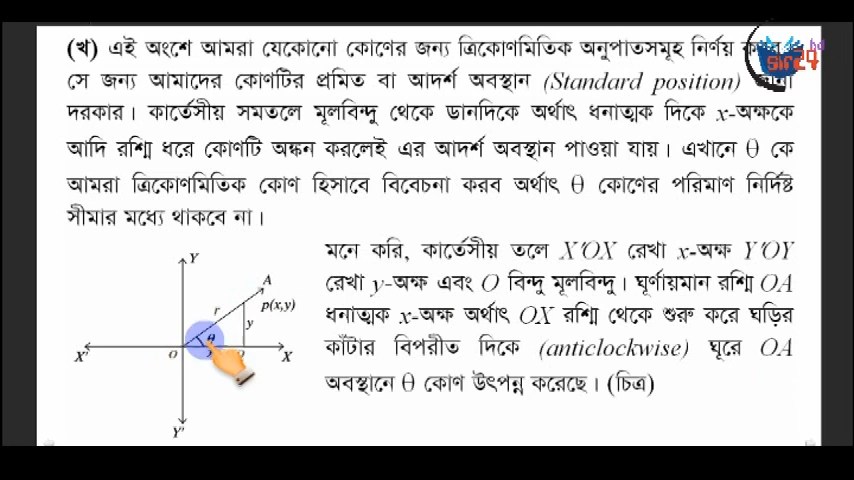 (খ) এই অংশে আমরা যেকোনো কোণের জন্য ত্রিকোণমিতিক অনুপাতসমূহ নির্ণয়
সে জন্য আমাদের কোণটির প্রমিত বা আদর্শ অবস্থান (Standard position) জানা
দরকার। কার্তেসীয় সমতলে মূলবিন্দু থেকে ডানদিকে অর্থাৎ ধনাত্মক দিকে x-অক্ষকে
আদি রশ্মি ধরে কোণটি অঙ্কন করলেই এর আদর্শ অবস্থান পাওয়া যায়। এখানে θ কে
আমরা ত্রিকোণমিতিক কোণ হিসাবে বিবেচনা করব অর্থাৎ θ কোণের পরিমাণ নির্দিষ্ট
সীমার মধ্যে থাকবে না।
মনে করি, কার্তেসীয় তলে X'OX রেখা x-অক্ষ Y'OY
রেখা y-অক্ষ এবং O বিন্দু মূলবিন্দু। ঘূর্ণায়মান রশ্মি OA
ধনাত্মক x-অক্ষ অর্থাৎ OX রশ্মি থেকে শুরু করে ঘড়ির
কাঁটার বিপরীত দিকে (anticlockwise) ঘূরে OA
অবস্থানে θ কোণ উৎপন্ন করেছে। (চিত্র)
Y
A
p(x,y)
r
y
θ
X'
O
X
Y'
sir24
bd